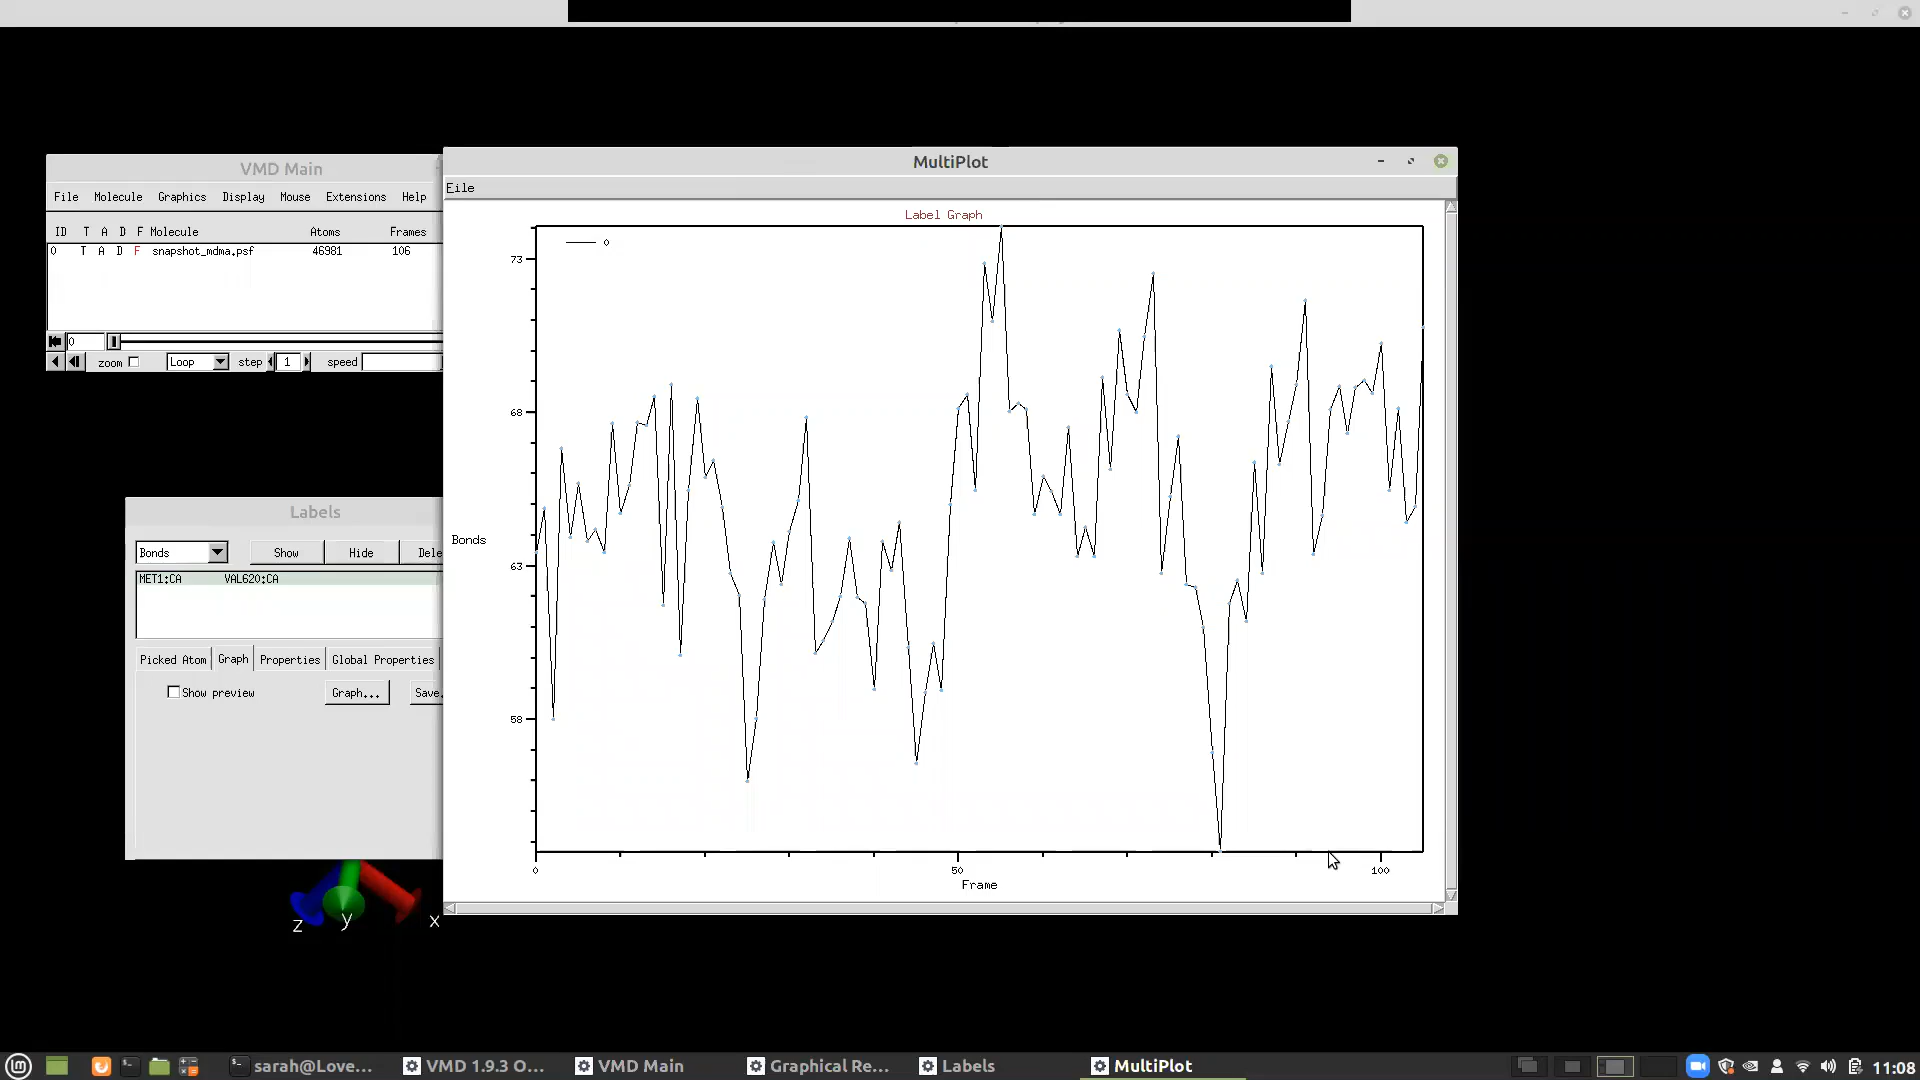 VMD Main
File Molecule Graphics Display Mouse Extensions Help
ID T A D F Molecule Atoms Frames
0 T A D F snapshot_mdma.psf 46981 106
0
zoom Loop step 1 speed
Labels
Bonds Show Hide Dele
MET1:CA VAL620:CA
Picked Atom Graph Properties Global Properties
Show preview Graph... Save.
z y x
MultiPlot
Eile
Label Graph
0
73
68
63
58
Bonds
0 50 100
Frame
sarah@Love... VMD 1.9.3 O... VMD Main Graphical Re... Labels MultiPlot 11:08